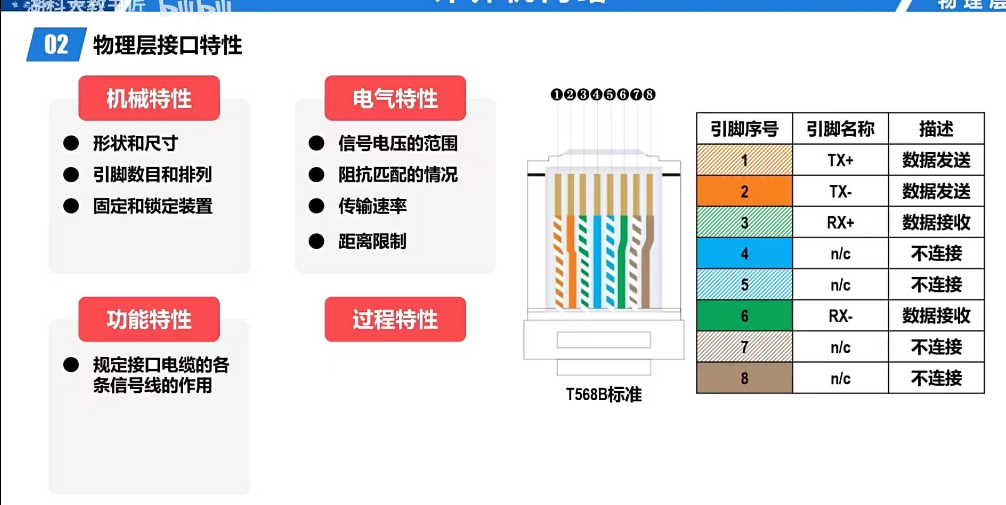 物理层
02 物理层接口特性
机械特性
形状和尺寸
引脚数目和排列
固定和锁定装置
电气特性
信号电压的范围
阻抗匹配的情况
传输速率
距离限制
功能特性
规定接口电缆的各
条信号线的作用
过程特性
❶❷❸❹❺❻❼❽
T568B标准
引脚序号 引脚名称 描述
1 TX+ 数据发送
2 TX- 数据发送
3 RX+ 数据接收
4 n/c 不连接
5 n/c 不连接
6 RX- 数据接收
7 n/c 不连接
8 n/c 不连接